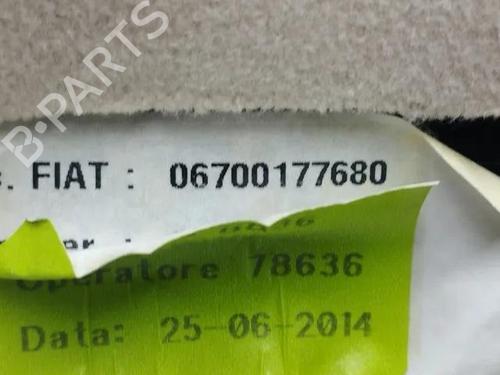 B-PARTS
. FIAT : 06700177680
Operatore 78636
Data: 25-06-2014